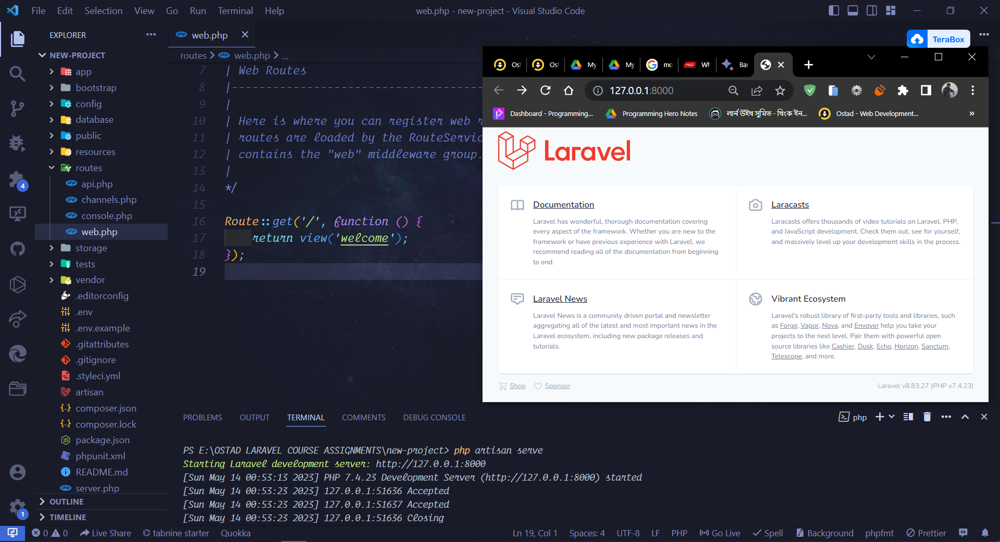 File Edit Selection View Go Run Terminal Help
web.php - new-project - Visual Studio Code
EXPLORER
NEW-PROJECT
app
bootstrap
config
database
public
resources
routes
api.php
channels.php
console.php
web.php
storage
tests
vendor
.editorconfig
.env
.env.example
.gitattributes
.gitignore
.styleci.yml
artisan
composer.json
composer.lock
package.json
phpunit.xml
README.md
server.php
OUTLINE
TIMELINE
4
1
web.php
routes > web.php > ...
7 | Web Routes
8 |-------------------------------------
9 |
10 | Here is where you can register web r
11 | routes are loaded by the RouteServic
12 | contains the "web" middleware group.
13 |
14 */
15
16 Route::get('/', function () {
17 return view('welcome');
18 });
19
TeraBox
Ost Ost My My mo Wh Bar
127.0.0.1:8000
Dashboard - Programming... Programming Hero Notes লার্ন উইথ সুমিত - থিংক ইন... Ostad - Web Development... »
Laravel
Documentation
Laravel has wonderful, thorough documentation covering
every aspect of the framework. Whether you are new to the
framework or have previous experience with Laravel, we
recommend reading all of the documentation from beginning
to end.
Laracasts
Laracasts offers thousands of video tutorials on Laravel, PHP,
and JavaScript development. Check them out, see for yourself,
and massively level up your development skills in the process.
Laravel News
Laravel News is a community driven portal and newsletter
aggregating all of the latest and most important news in the
Laravel ecosystem, including new package releases and
tutorials.
Vibrant Ecosystem
Laravel's robust library of first-party tools and libraries, such
as Forge, Vapor, Nova, and Envoyer help you take your
projects to the next level. Pair them with powerful open
source libraries like Cashier, Dusk, Echo, Horizon, Sanctum,
Telescope, and more.
Shop Sponsor
Laravel v8.83.27 (PHP v7.4.23)
PROBLEMS OUTPUT TERMINAL COMMENTS DEBUG CONSOLE
php
PS E:\OSTAD LARAVEL COURSE ASSIGNMENTS\new-project> php artisan serve
Starting Laravel development server: http://127.0.0.1:8000
[Sun May 14 00:53:13 2023] PHP 7.4.23 Development Server (http://127.0.0.1:8000) started
[Sun May 14 00:53:23 2023] 127.0.0.1:51636 Accepted
[Sun May 14 00:53:23 2023] 127.0.0.1:51637 Accepted
[Sun May 14 00:53:23 2023] 127.0.0.1:51636 Closing
0 0 Live Share tabnine starter Quokka
Ln 19, Col 1 Spaces: 4 UTF-8 LF PHP Go Live Spell Background phpfmt Prettier